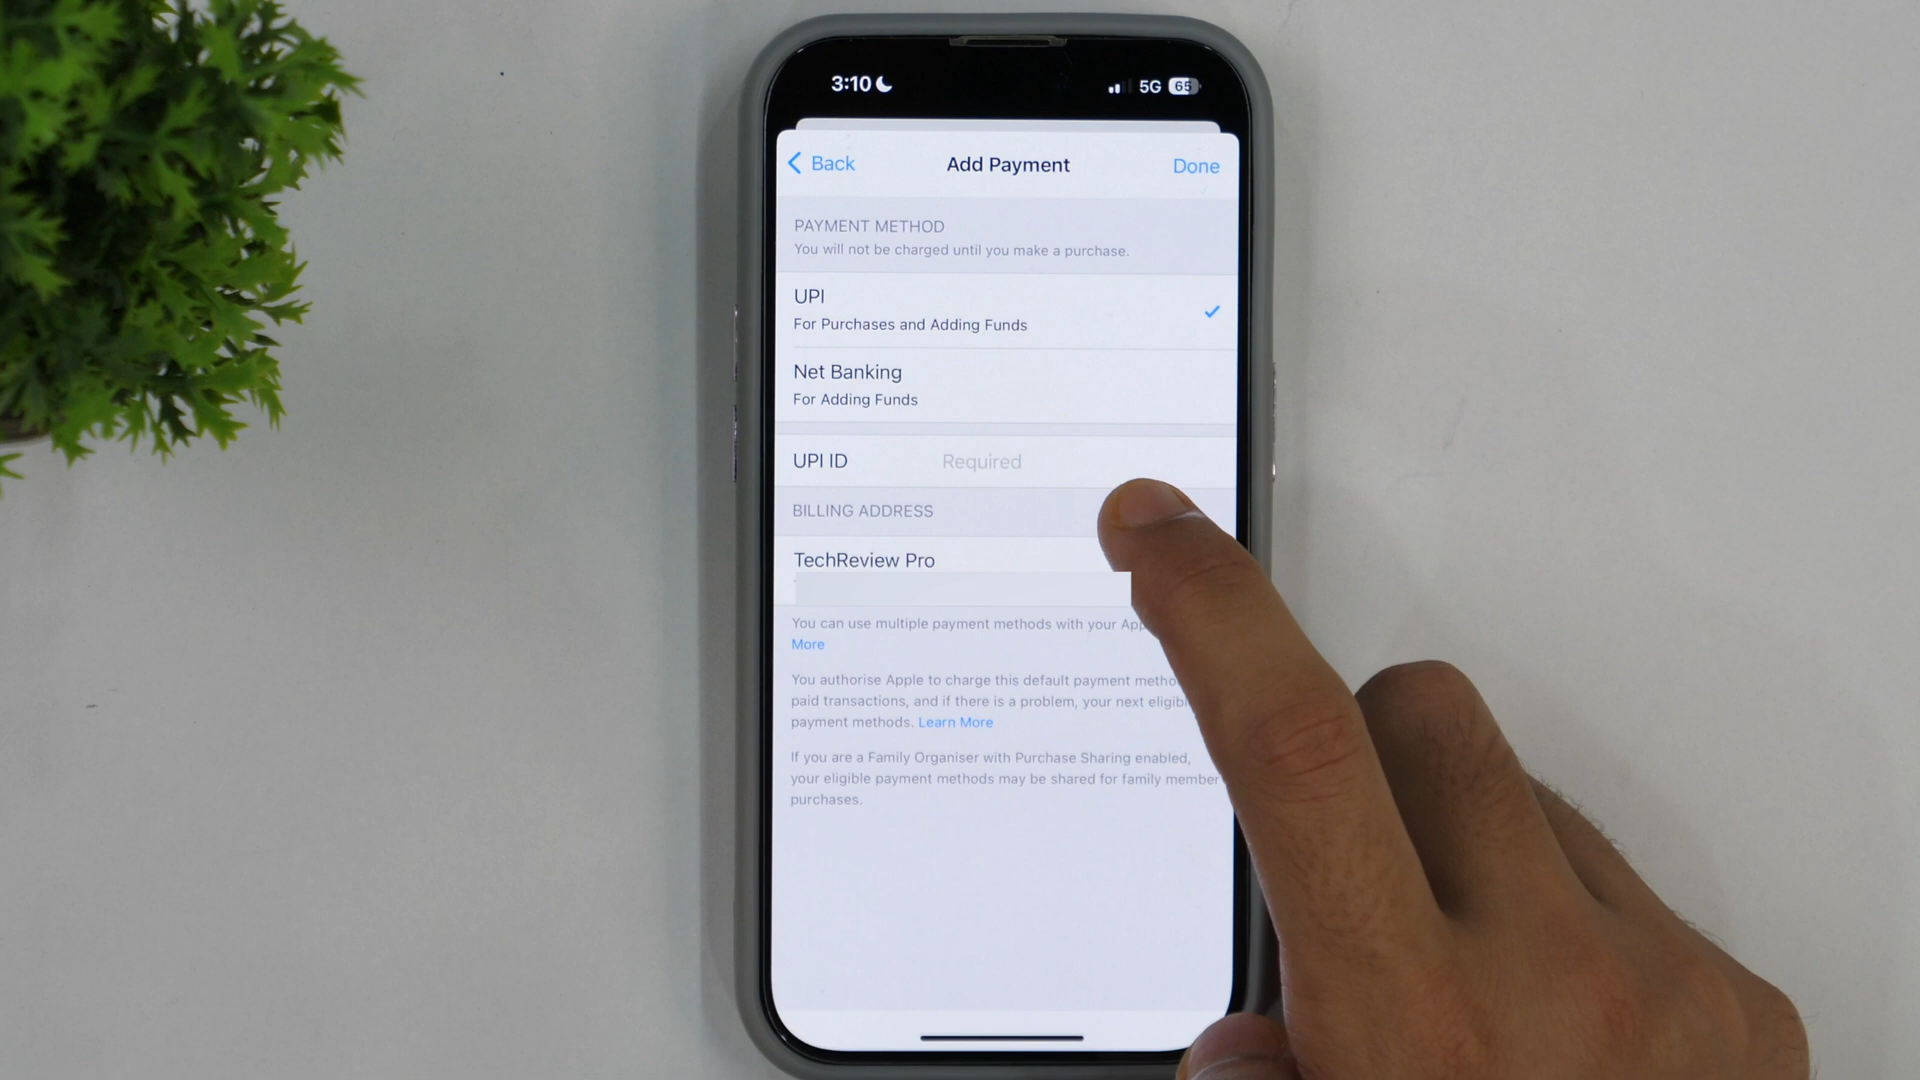 3:10
5G 65
Back
Add Payment
Done
PAYMENT METHOD
You will not be charged until you make a purchase.
UPI
For Purchases and Adding Funds
Net Banking
For Adding Funds
UPI ID
Required
BILLING ADDRESS
TechReview Pro
You can use multiple payment methods with your
More
You authorise Apple to charge this default payment
paid transactions, and if there is a problem, your next
payment methods. Learn More
If you are a Family Organiser with Purchase Sharing enabled,
your eligible payment methods may be shared for family member
purchases.